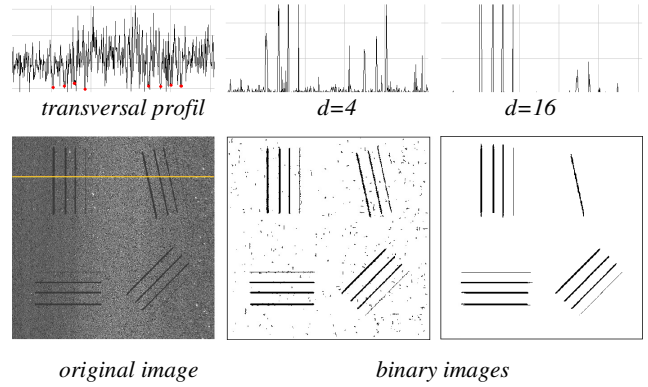 transversal profil
d=4
d=16
original image
binary images